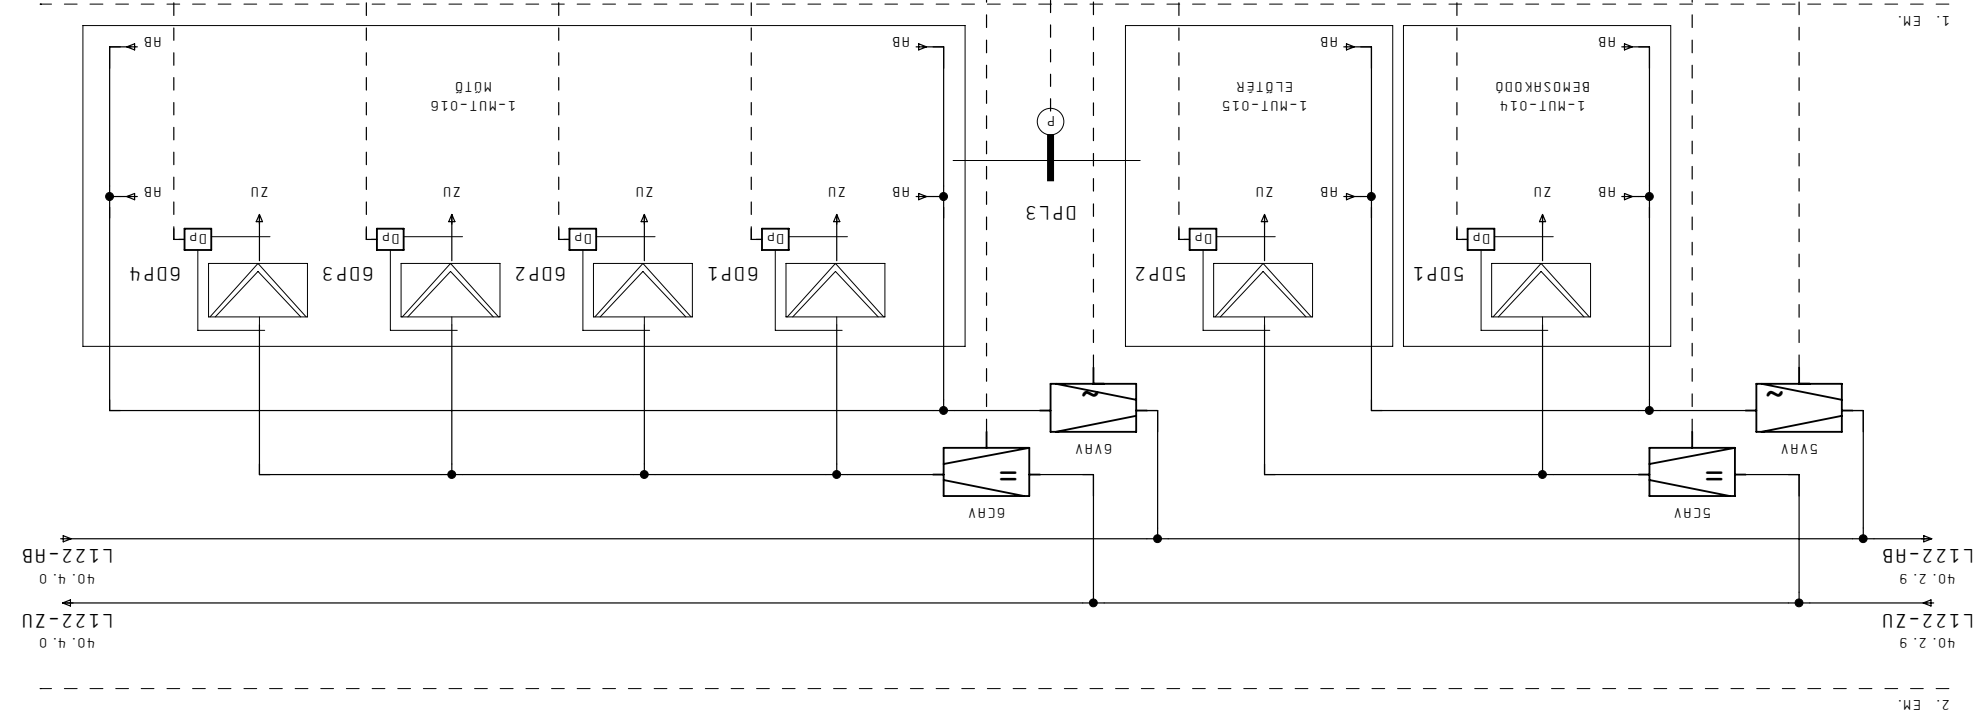 2. EM.
40.2.9
L122-ZU
40.4.0
L122-ZU
40.2.9
L122-AB
40.4.0
L122-AB
5CAV
=
6CAV
=
5VAV
~
6VAV
~
5DP1
5DP2
6DP1
6DP2
6DP3
6DP4
Dp
Dp
Dp
Dp
Dp
Dp
DPL3
AB
ZU
AB
ZU
AB
ZU
ZU
ZU
ZU
AB
P
1-MUT-014
BEMOSAKODÓ
1-MUT-015
ELŐTÉR
1-MUT-016
MŰTŐ
AB
AB
AB
AB
1. EM.